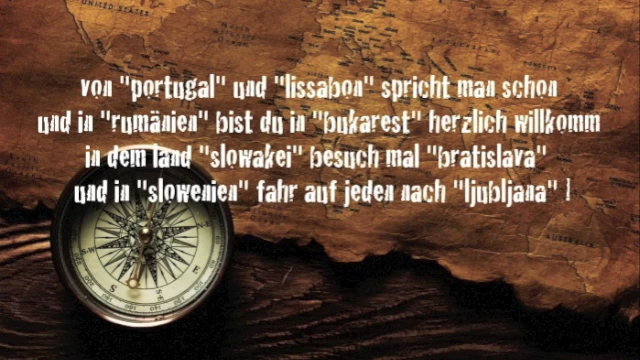 von "portugal" und "lissabon" spricht man schon
und in "rumänien" bist du in "bukarest" herzlich willkomm
in dem land "slowakei" besuch mal "bratislava"
und in "slowenien" fahr auf jeden nach "ljubljana" !